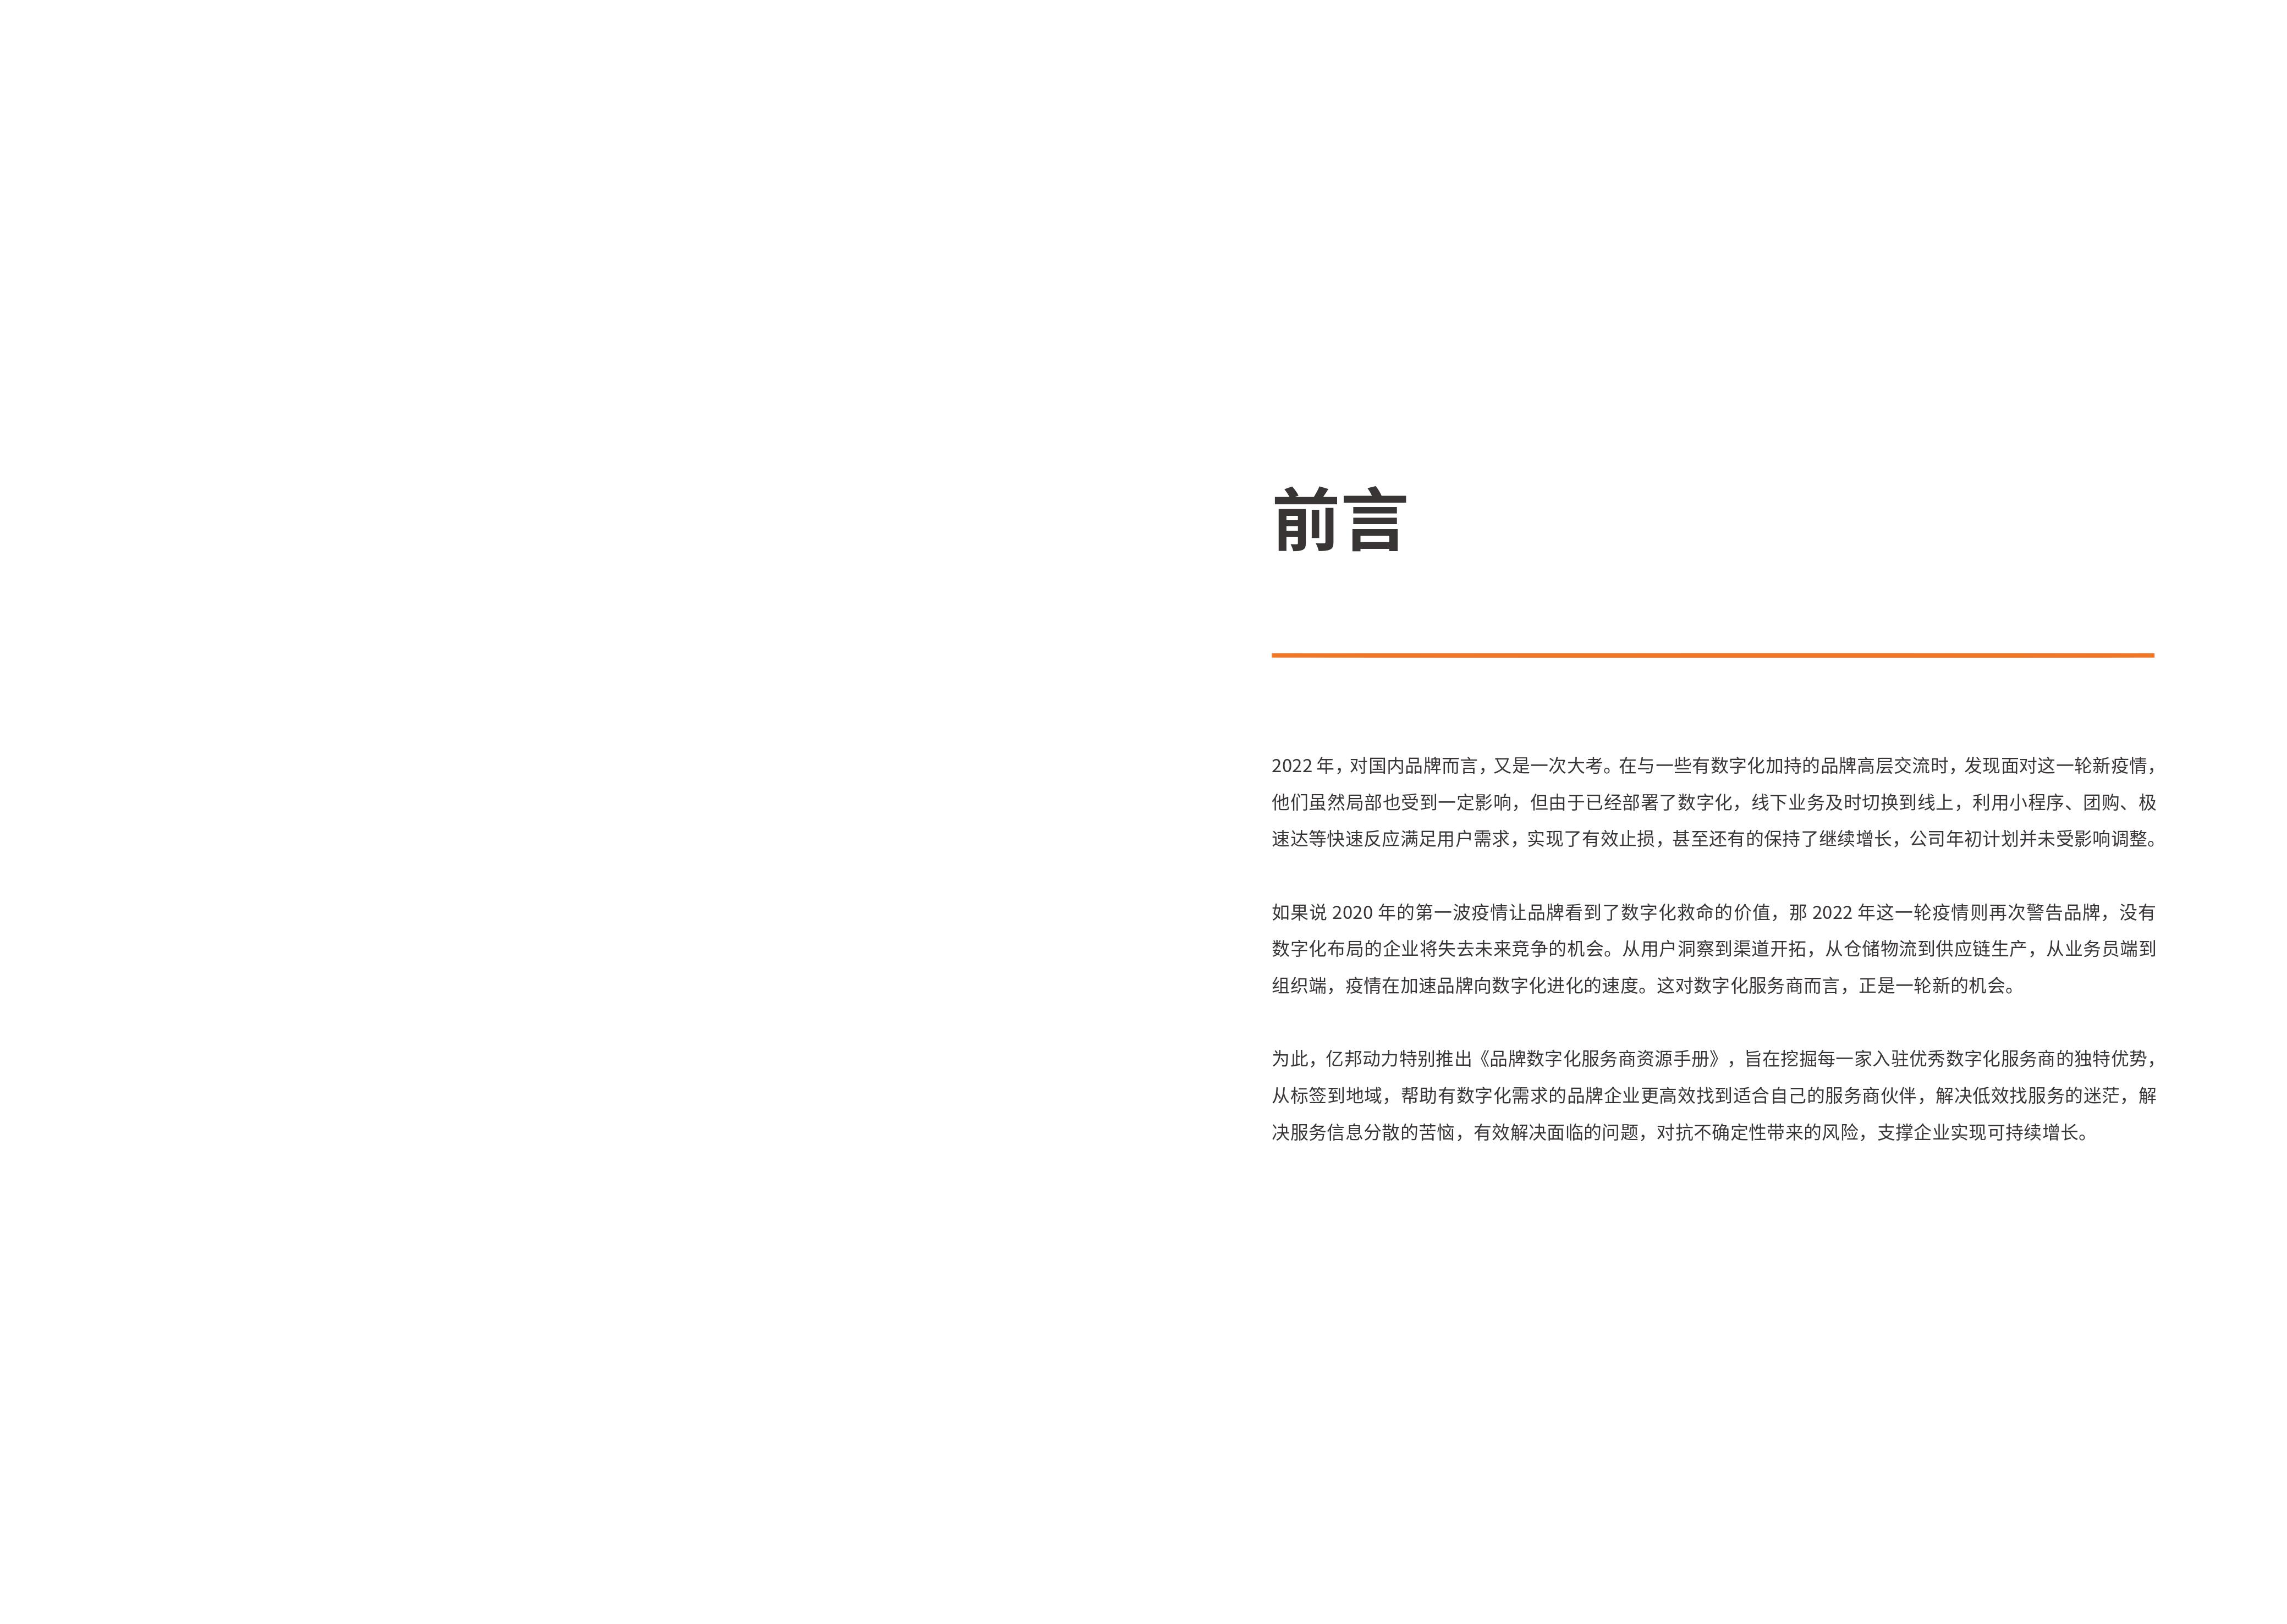 前言
2022 年，对国内品牌而言，又是一次大考。在与一些有数字化加持的品牌高层交流时，发现面对这一轮新疫情，
他们虽然局部也受到一定影响，但由于已经部署了数字化，线下业务及时切换到线上，利用小程序、团购、极
速达等快速反应满足用户需求，实现了有效止损，甚至还有的保持了继续增长，公司年初计划并未受影响调整。
如果说 2020 年的第一波疫情让品牌看到了数字化救命的价值，那 2022 年这一轮疫情则再次警告品牌，没有
数字化布局的企业将失去未来竞争的机会。从用户洞察到渠道开拓，从仓储物流到供应链生产，从业务员端到
组织端，疫情在加速品牌向数字化进化的速度。这对数字化服务商而言，正是一轮新的机会。
为此，亿邦动力特别推出《品牌数字化服务商资源手册》，旨在挖掘每一家入驻优秀数字化服务商的独特优势，
从标签到地域，帮助有数字化需求的品牌企业更高效找到适合自己的服务商伙伴，解决低效找服务的迷茫，解
决服务信息分散的苦恼，有效解决面临的问题，对抗不确定性带来的风险，支撑企业实现可持续增长。